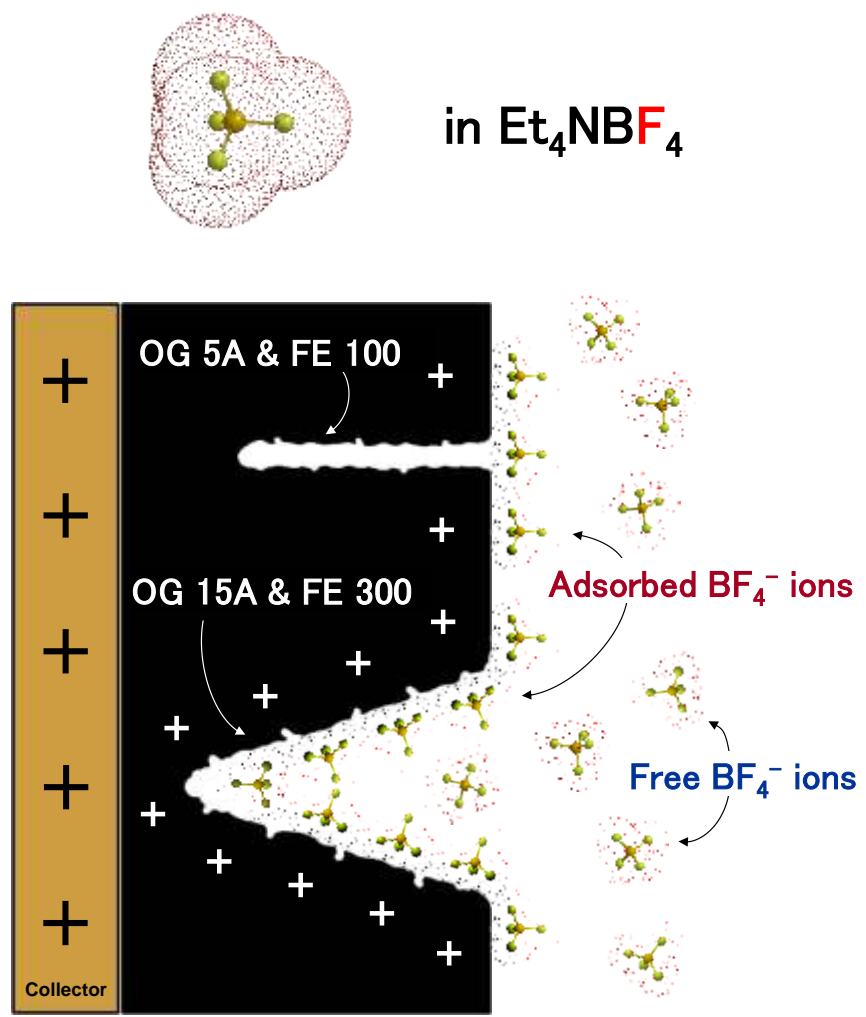 in Et₄NBF₄
OG 5A & FE 100
OG 15A & FE 300
Adsorbed BF₄⁻ ions
Free BF₄⁻ ions
Collector